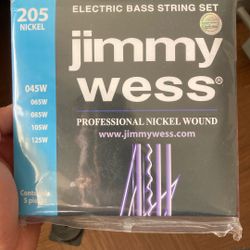 ELECTRIC BASS STRING SET
205
NICKEL
jimmy
wess®
045W
065W
085W
105W
125W
PROFESSIONAL NICKEL WOUND
www.jimmywess.com
5